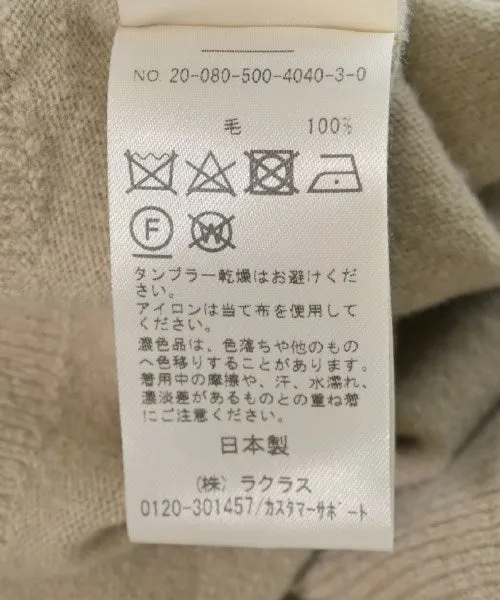 NO. 20-080-500-4040-3-0
毛 100%
F W
タンブラー乾燥はお避けくだ
さい。
アイロンは当て布を使用して
ください。
濃色品は、色落ちや他のもの
へ色移りすることがあります。
着用中の摩擦や、汗、水濡れ、
濃淡差があるものとの重ね着
にご注意ください。
日本製
(株) ラクラス
0120-301457/カスタマーサポート